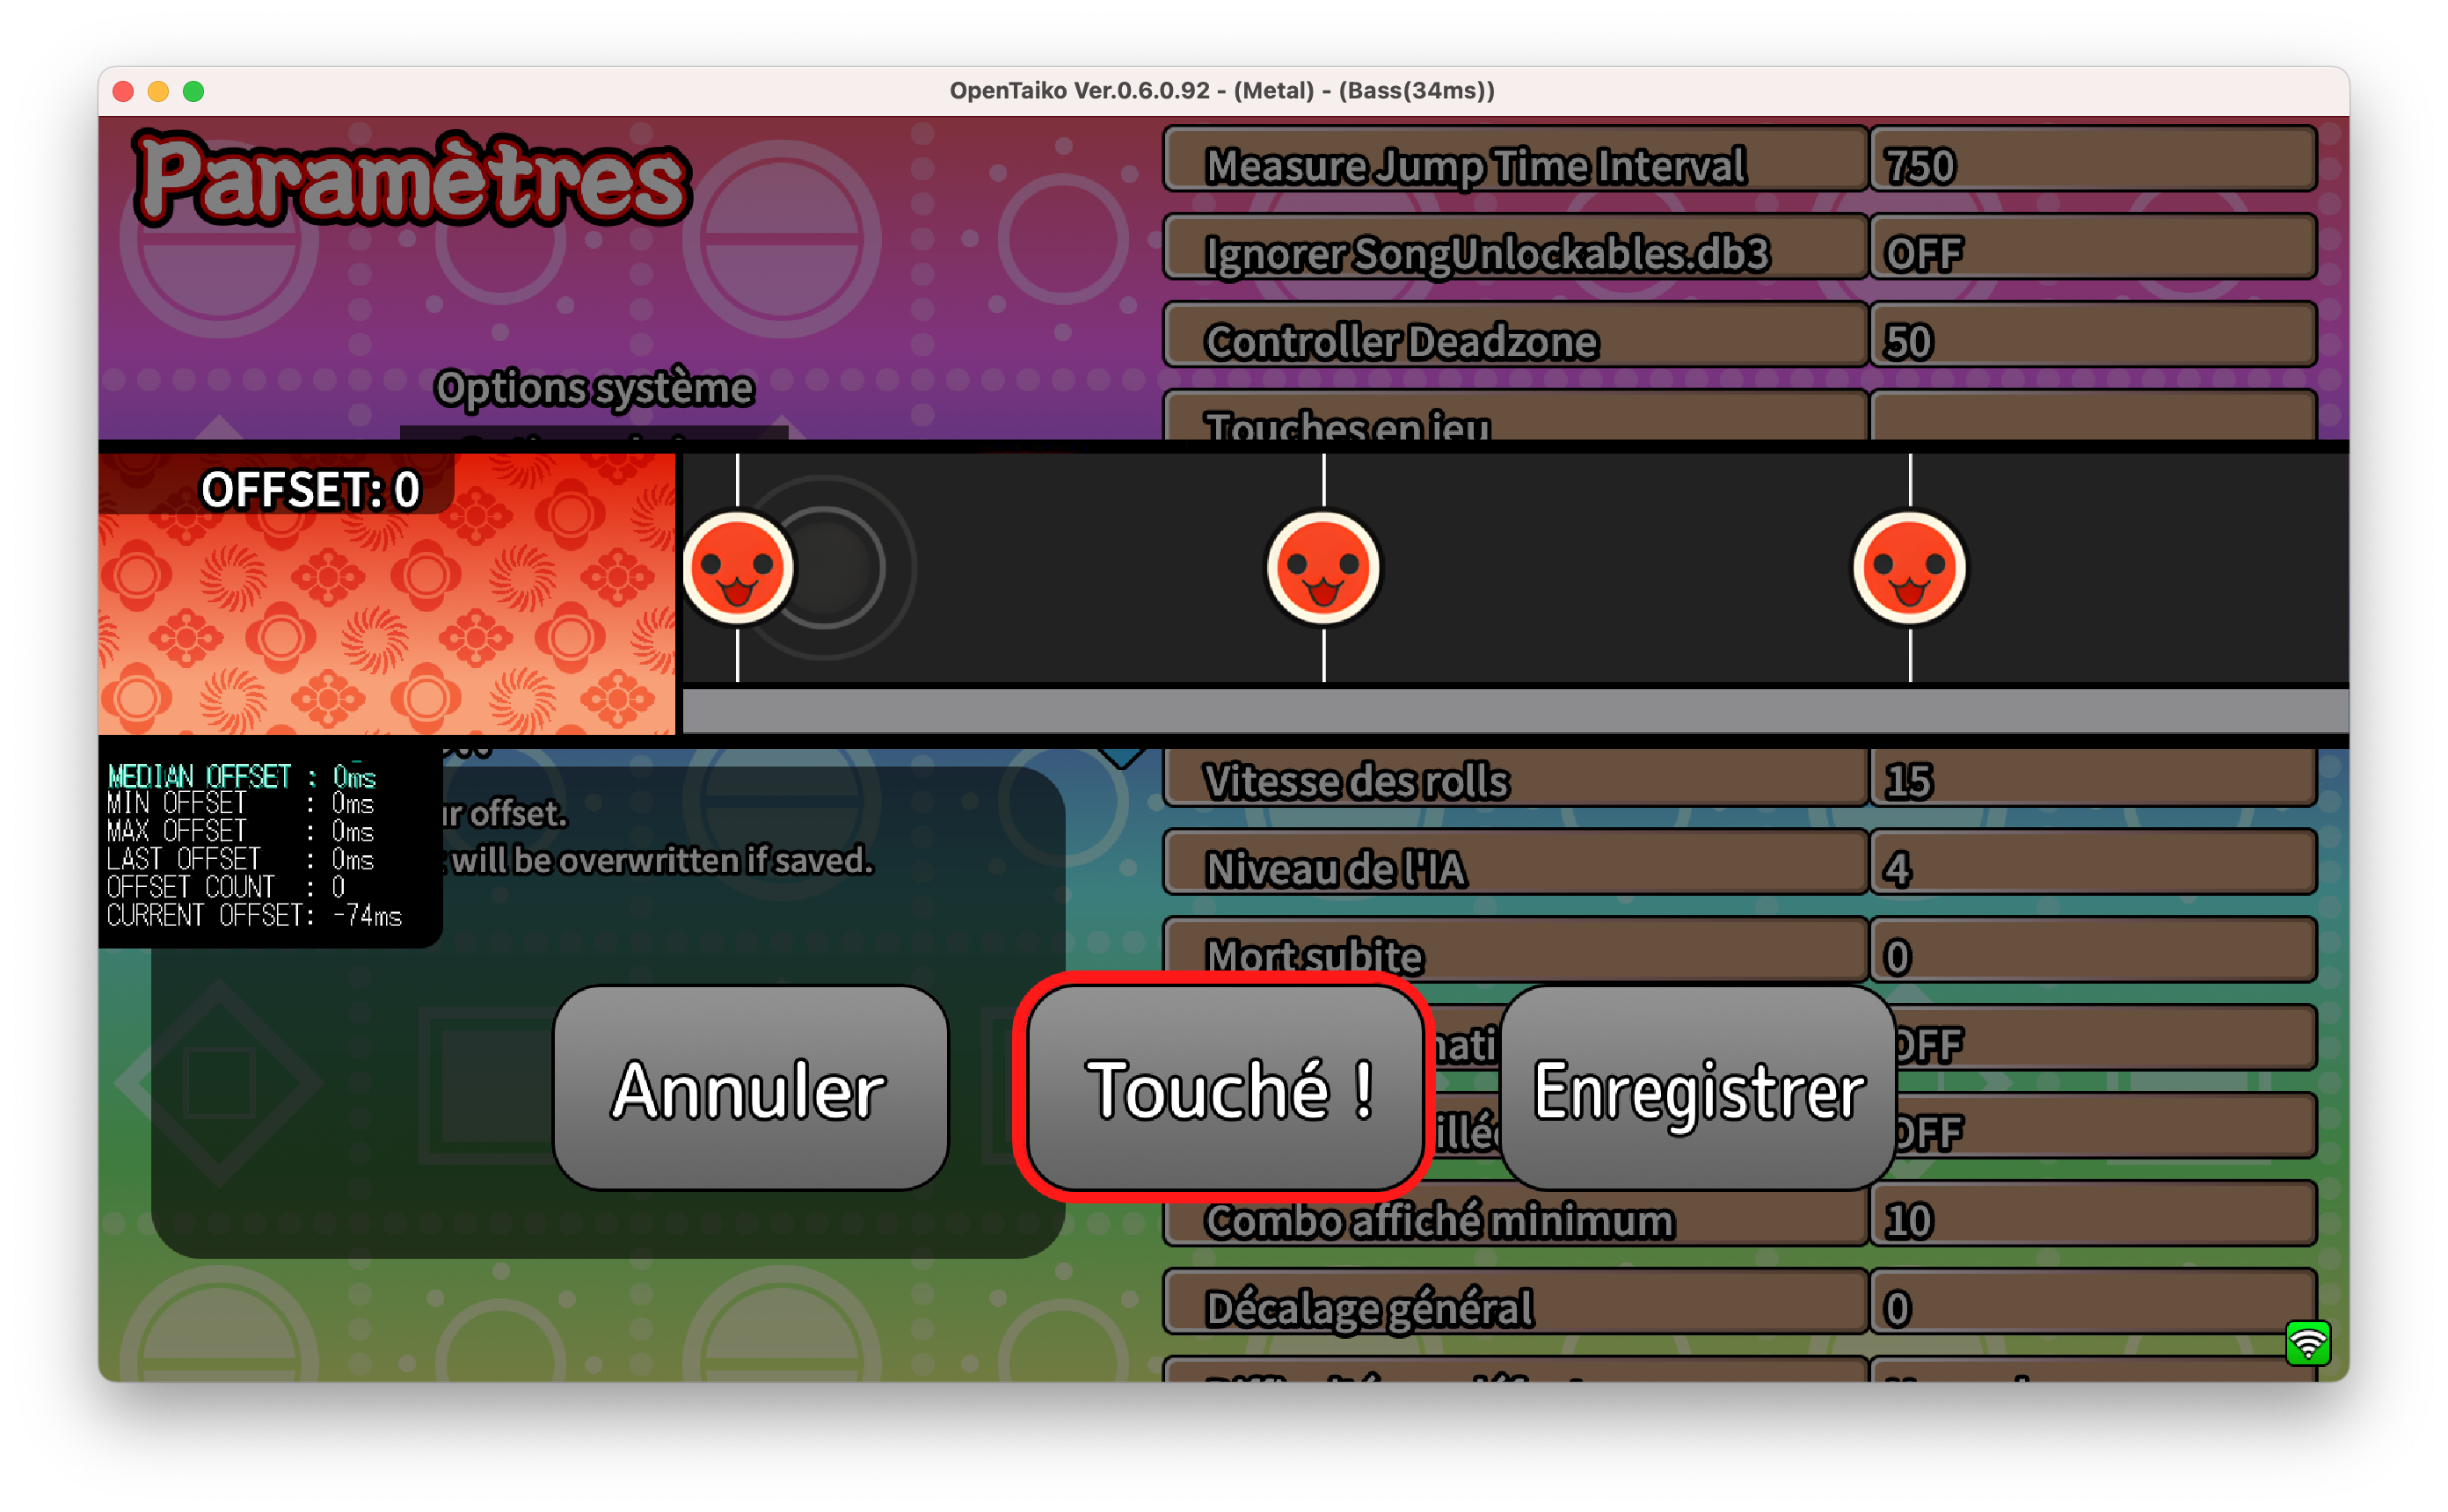 OpenTaiko Ver.0.6.0.92 - (Metal) - (Bass(34ms))
Paramètres
Options système
Measure Jump Time Interval 750
Ignorer SongUnlockables.db3 OFF
Controller Deadzone 50
Touches en jeu
OFFSET: 0
MEDIAN OFFSET : 0ms
MIN OFFSET : 0ms
MAX OFFSET : 0ms
LAST OFFSET : 0ms
OFFSET COUNT : 0
CURRENT OFFSET: -74ms
offset.
will be overwritten if saved.
Vitesse des rolls 15
Niveau de l'IA 4
Mort subite 0
OFF
OFF
Annuler
Touché !
Enregistrer
Combo affiché minimum 10
Décalage général 0